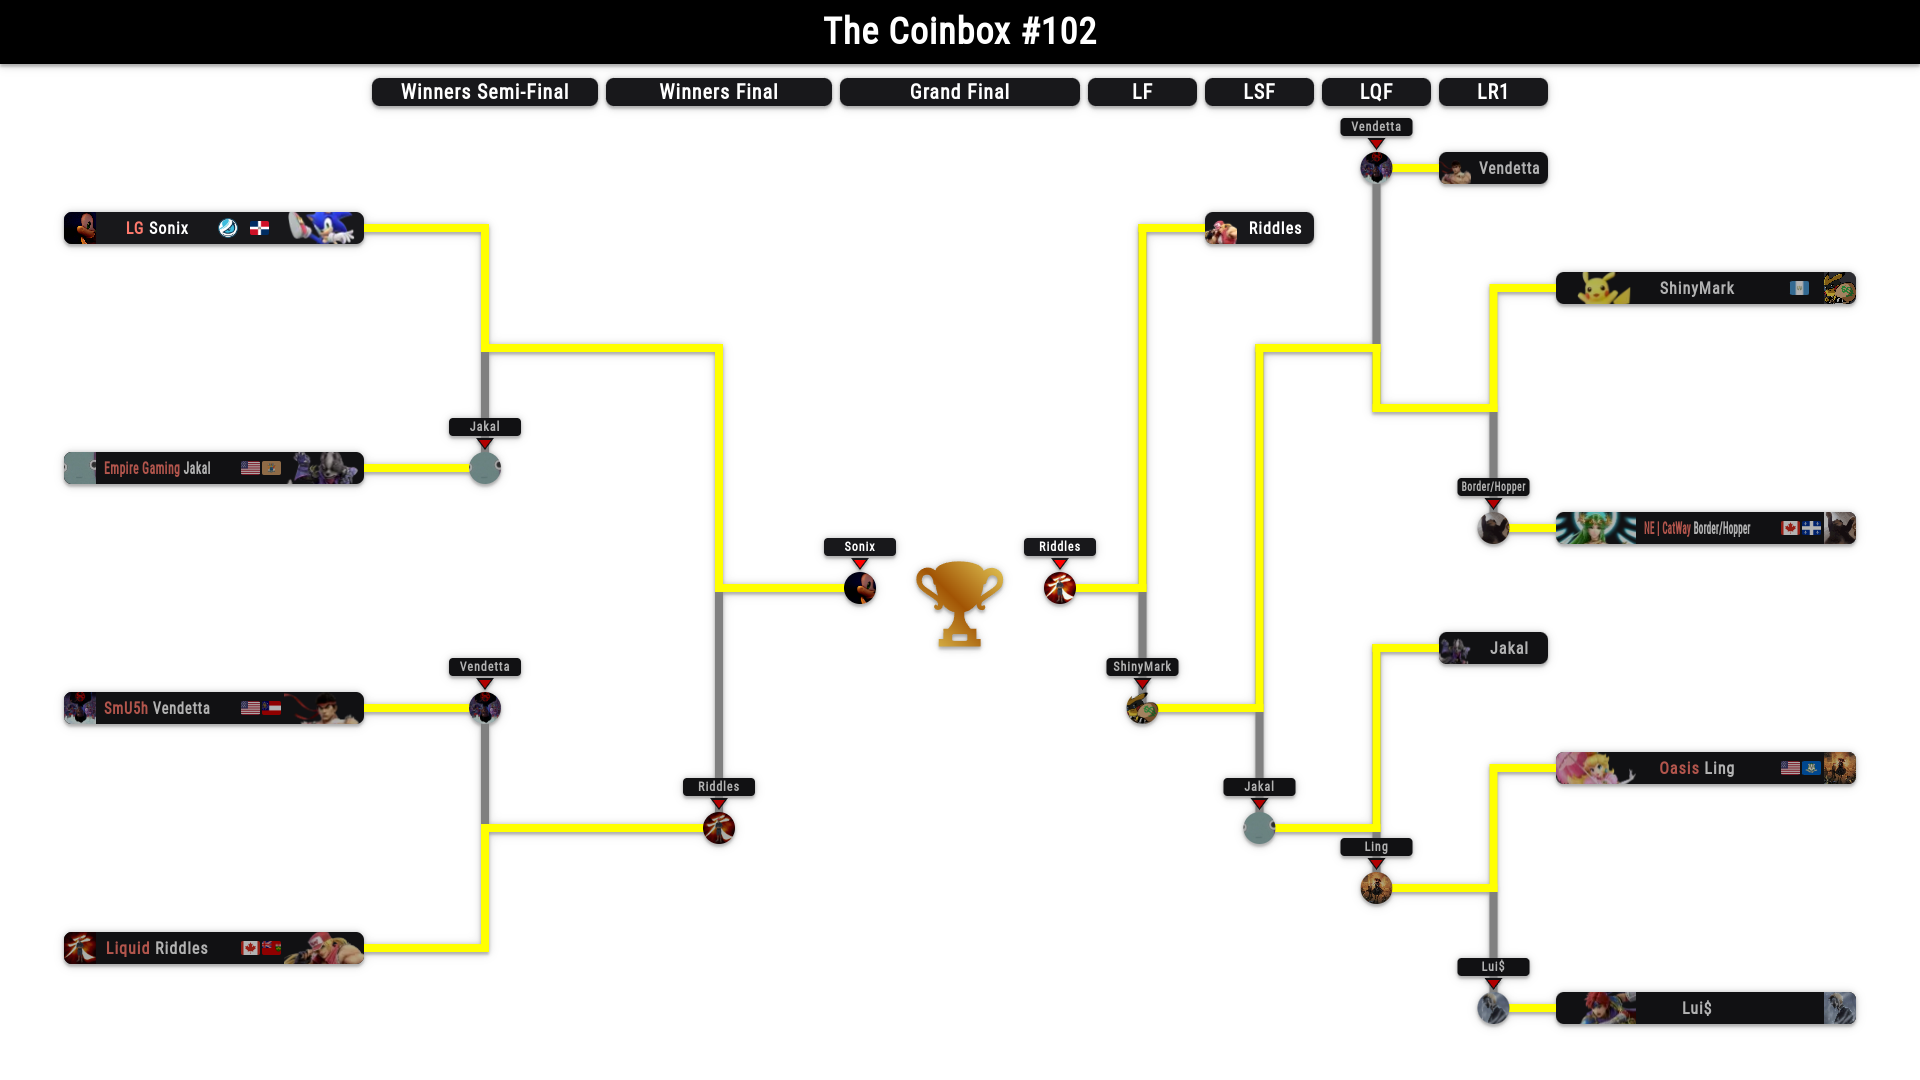 The Coinbox #102
Winners Semi-Final
Winners Final
Grand Final
LF
LSF
LQF
LR1
Vendetta
Vendetta
LG Sonix
Riddles
ShinyMark
Jakal
Empire Gaming Jakal
Border/Hopper
NE | CatWay Border/Hopper
Sonix
Riddles
Jakal
Vendetta
ShinyMark
SmU5h Vendetta
Oasis Ling
Riddles
Jakal
Ling
Liquid Riddles
Lui$
Lui$